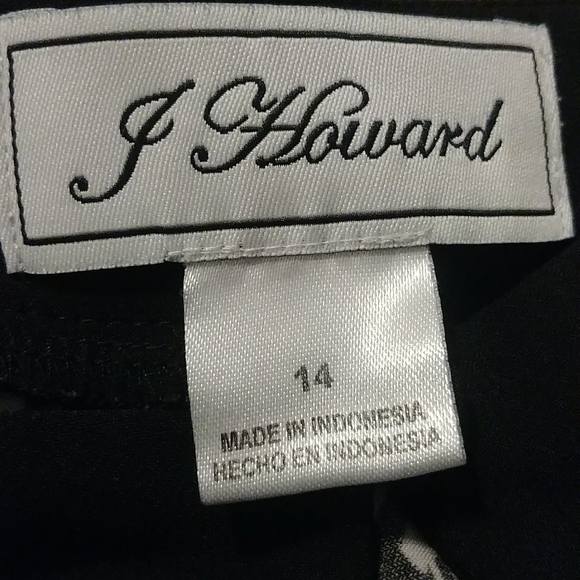 J Howard
14
MADE IN INDONESIA
HECHO EN INDONESIA